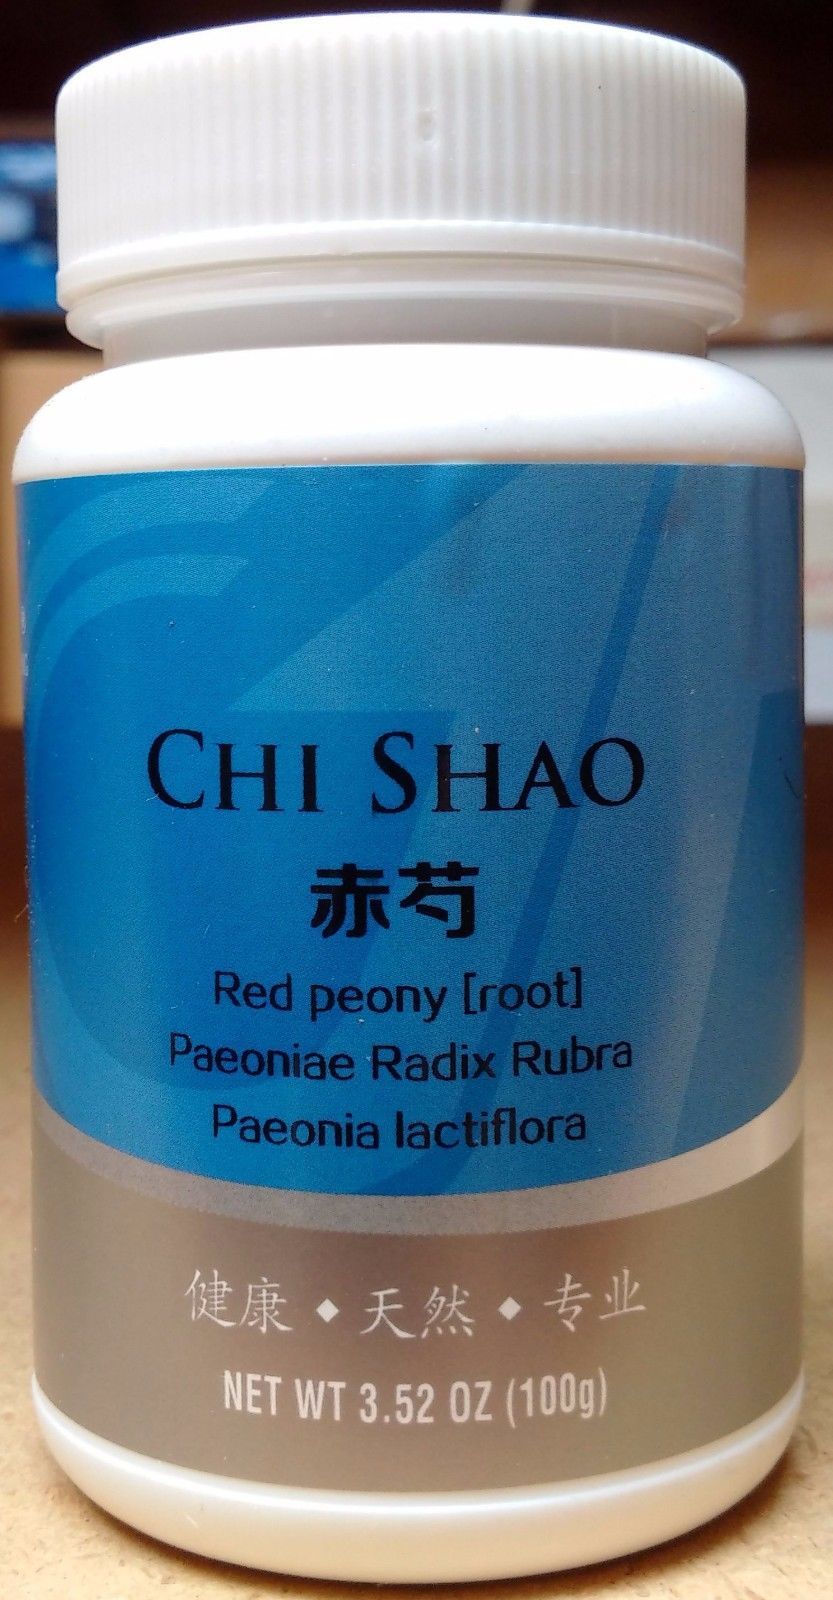 CHI SHAO
赤芍
Red peony [root]
Paeoniae Radix Rubra
Paeonia lactiflora
健康 ◆ 天然 ◆ 专业
NET WT 3.52 OZ (100g)